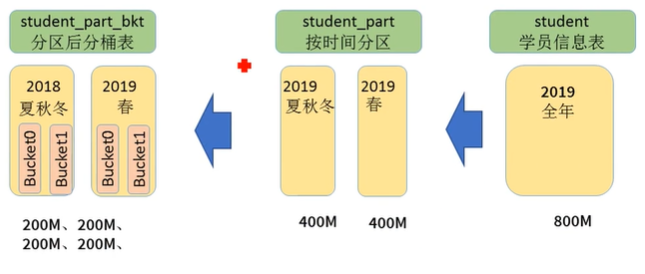 student_part_bkt
分区后分桶表
student_part
按时间分区
student
学员信息表
2018
夏秋冬
Bucket0
Bucket1
2019
春
Bucket0
Bucket1
2019
夏秋冬
2019
春
2019
全年
200M、200M、
200M、200M、
400M
400M
800M